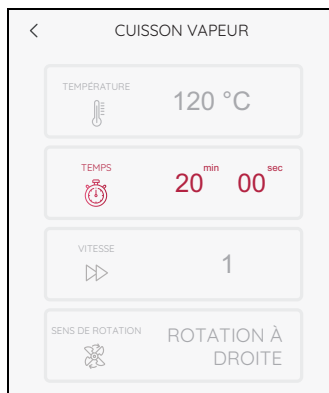 CUISSON VAPEUR
TEMPÉRATURE
120 °C
TEMPS
20 min 00 sec
VITESSE
1
SENS DE ROTATION
ROTATION À
DROITE